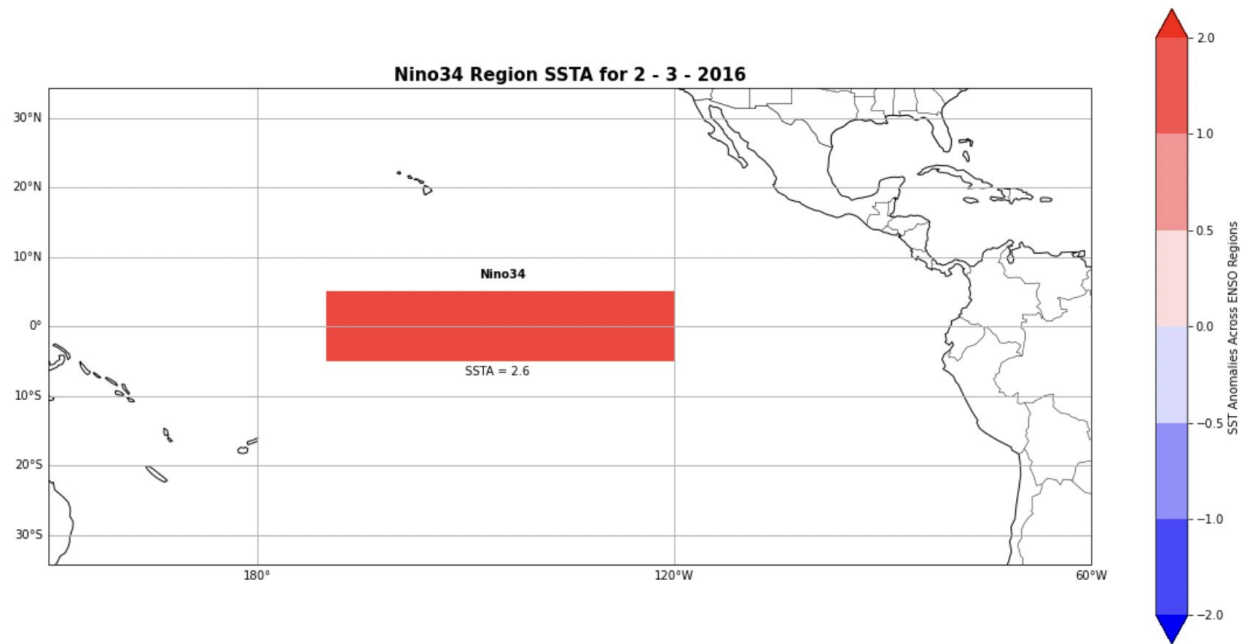 Nino34 Region SSTA for 2 - 3 - 2016
30°N
20°N
10°N
0°
10°S
20°S
30°S
180°
120°W
60°W
Nino34
SSTA = 2.6
2.0
1.0
0.5
0.0
−0.5
−1.0
−2.0
SST Anomalies Across ENSO Regions